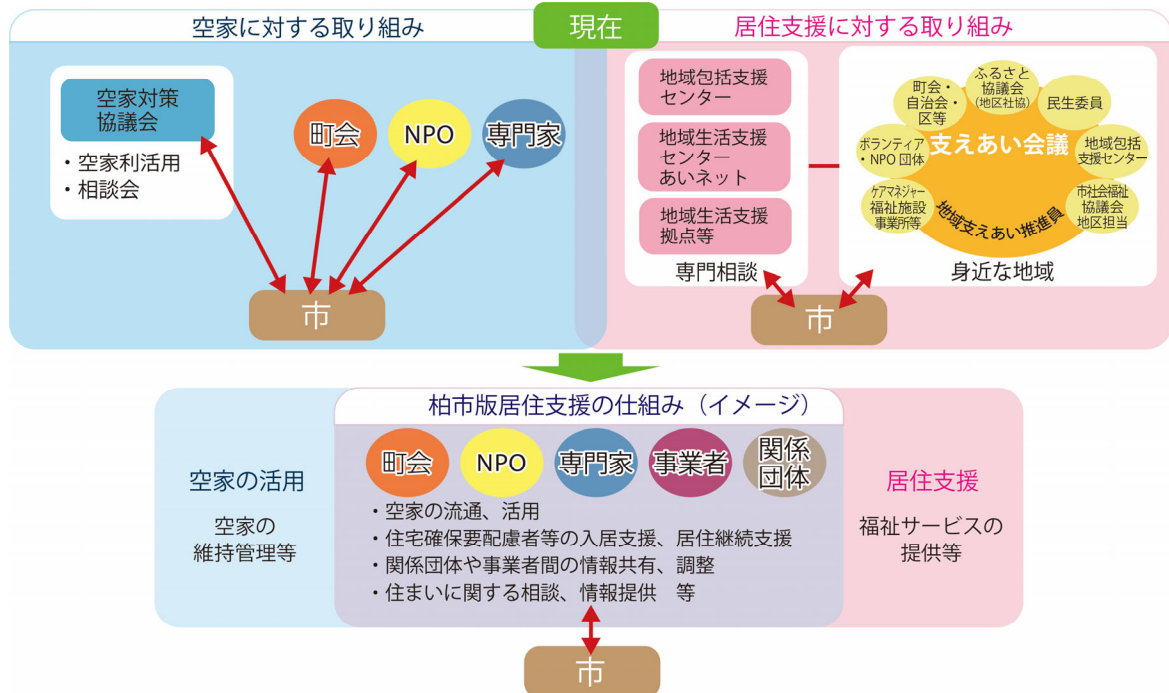 空家に対する取り組み
現在
居住支援に対する取り組み
空家対策
協議会
・空家利活用
・相談会
町会
NPO
専門家
市
地域包括支援
センター
地域生活支援
センター
あいネット
地域生活支援
拠点等
専門相談
町会・
自治会・
区等
ふるさと
協議会
(地区社協)
民生委員
ボランティア
・NPO 団体
支えあい会議
地域包括
支援センター
ケアマネジャー
福祉施設
事業所等
地域支えあい推進員
市社会福祉
協議会
地区担当
身近な地域
市
柏市版居住支援の仕組み（イメージ）
空家の活用
空家の
維持管理等
町会
NPO
専門家
事業者
関係
団体
・空家の流通、活用
・住宅確保要配慮者等の入居支援、居住継続支援
・関係団体や事業者間の情報共有、調整
・住まいに関する相談、情報提供　等
居住支援
福祉サービスの
提供等
市